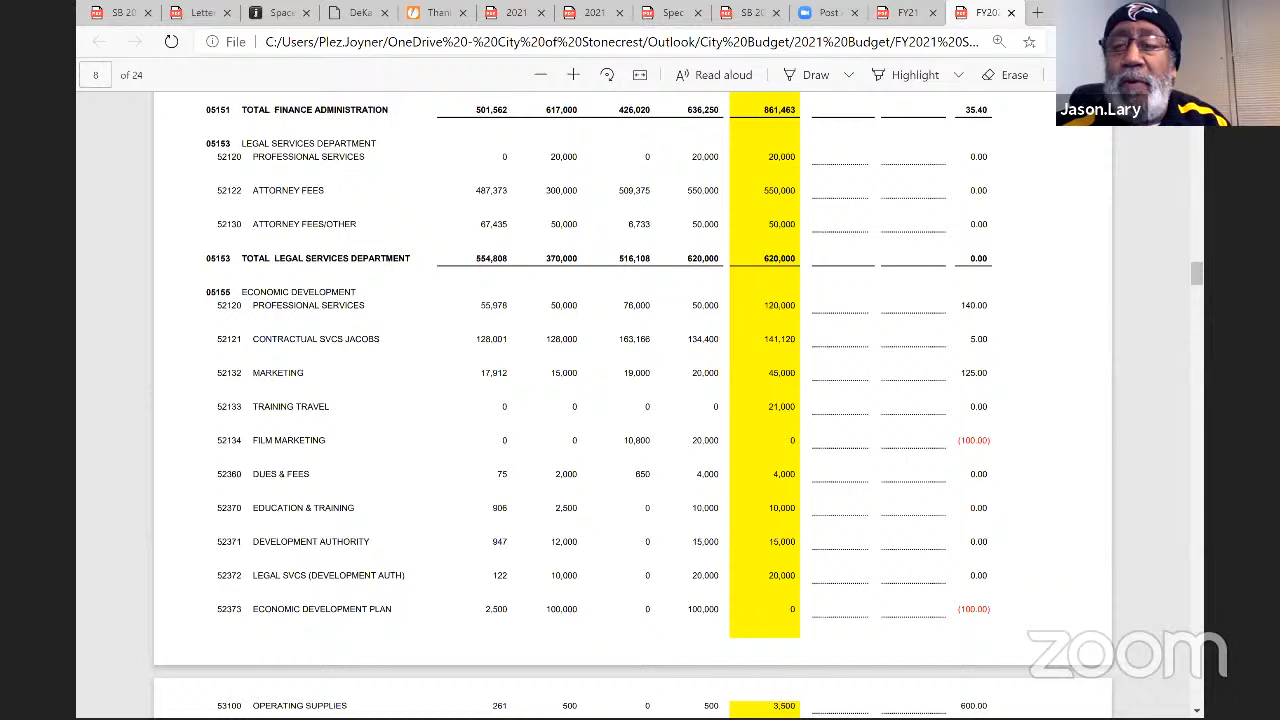 SB 20
Lette
Space
Than
202
202
Spec
SB 20
Post
FY21
FY202
File C:/Users/Plez.Joyner/OneDrive%20-%20City%20of%20Stonecrest/Outlook/City%20Budget/2021%20Budget/FY2021%20S...
8 of 24 Read aloud Draw Highlight Erase
Jason.Lary
05151 TOTAL FINANCE ADMINISTRATION 501,562 617,000 426,020 636,250 861,463 35.40
05153 LEGAL SERVICES DEPARTMENT
52120 PROFESSIONAL SERVICES 0 20,000 0 20,000 20,000 0.00
52122 ATTORNEY FEES 487,373 300,000 509,375 550,000 550,000 0.00
52130 ATTORNEY FEES/OTHER 67,435 50,000 6,733 50,000 50,000 0.00
05153 TOTAL LEGAL SERVICES DEPARTMENT 554,808 370,000 516,108 620,000 620,000 0.00
05155 ECONOMIC DEVELOPMENT
52120 PROFESSIONAL SERVICES 55,978 50,000 76,000 50,000 120,000 140.00
52121 CONTRACTUAL SVCS JACOBS 128,001 128,000 163,166 134,400 141,120 5.00
52132 MARKETING 17,912 15,000 19,000 20,000 45,000 125.00
52133 TRAINING TRAVEL 0 0 0 0 21,000 0.00
52134 FILM MARKETING 0 0 10,800 20,000 0 (100.00)
52360 DUES & FEES 75 2,000 650 4,000 4,000 0.00
52370 EDUCATION & TRAINING 906 2,500 0 10,000 10,000 0.00
52371 DEVELOPMENT AUTHORITY 947 12,000 0 15,000 15,000 0.00
52372 LEGAL SVCS (DEVELOPMENT AUTH) 122 10,000 0 20,000 20,000 0.00
52373 ECONOMIC DEVELOPMENT PLAN 2,500 100,000 0 100,000 0 (100.00)
53100 OPERATING SUPPLIES 261 500 0 500 3,500 600.00
zoom